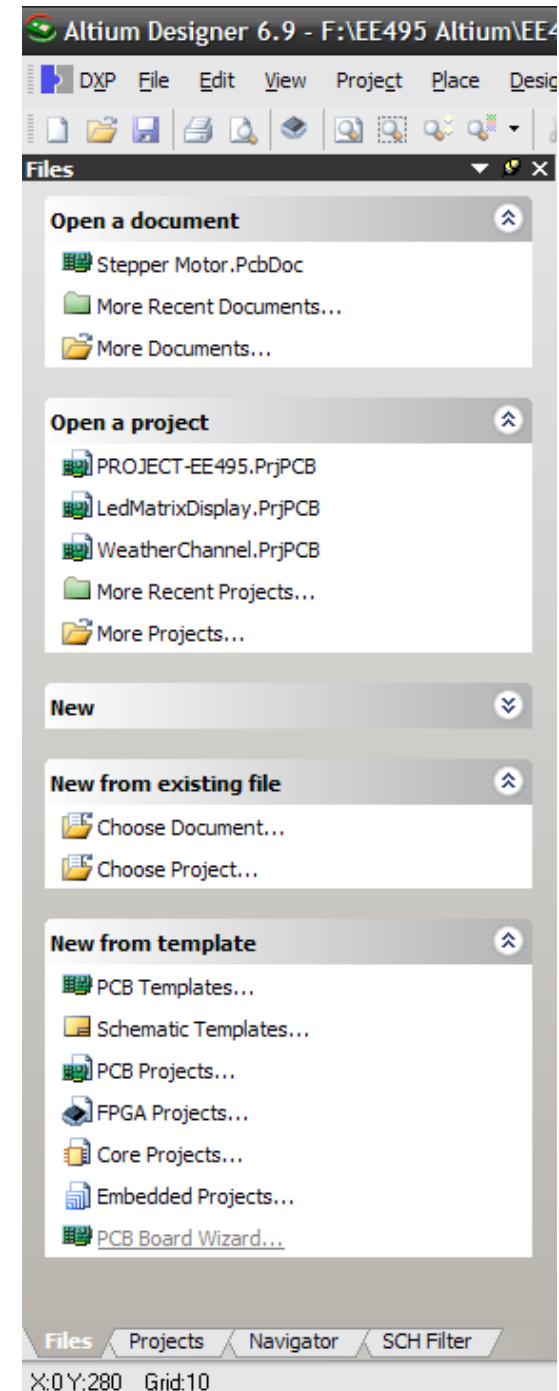 Altium Designer 6.9 - F:\EE495 Altium\EE4
DXP File Edit View Project Place Desig
Files
Open a document
Stepper Motor.PcbDoc
More Recent Documents...
More Documents...
Open a project
PROJECT-EE495.PrjPCB
LedMatrixDisplay.PrjPCB
WeatherChannel.PrjPCB
More Recent Projects...
More Projects...
New
New from existing file
Choose Document...
Choose Project...
New from template
PCB Templates...
Schematic Templates...
PCB Projects...
FPGA Projects...
Core Projects...
Embedded Projects...
PCB Board Wizard...
Files Projects Navigator SCH Filter
X:0 Y:280 Grid:10